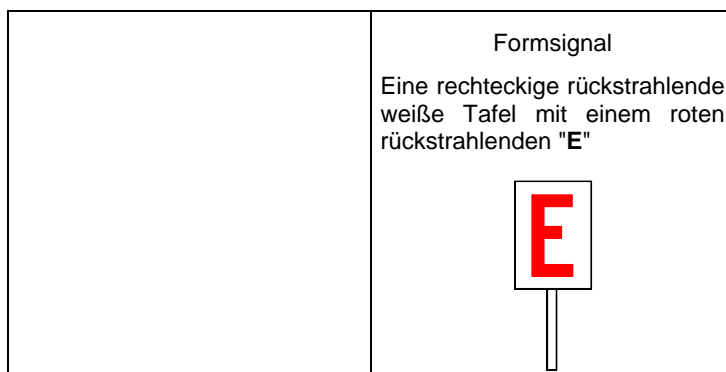 Formsignal
Eine rechteckige rückstrahlende
weiße Tafel mit einem roten
rückstrahlenden "E"
E